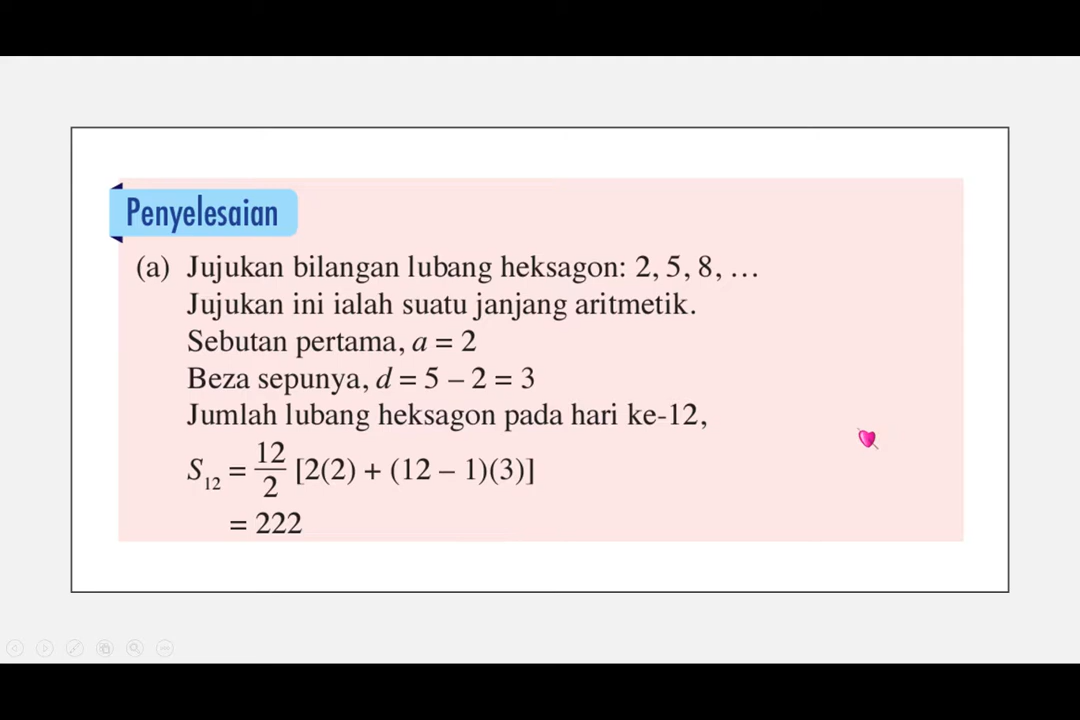 Penyelesaian
(a) Jujukan bilangan lubang heksagon: 2, 5, 8, …
Jujukan ini ialah suatu janjang aritmetik.
Sebutan pertama, a = 2
Beza sepunya, d = 5 – 2 = 3
Jumlah lubang heksagon pada hari ke-12,
S₁₂ = 12/2 [2(2) + (12 – 1)(3)]
= 222